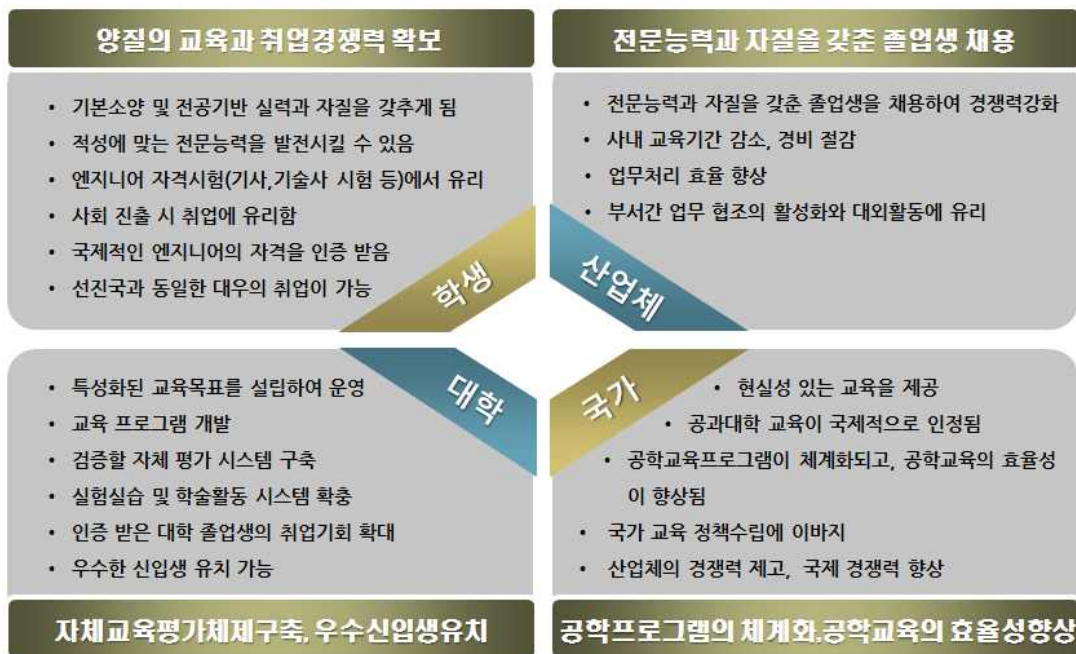 양질의 교육과 취업경쟁력 확보
• 기본소양 및 전공기반 실력과 자질을 갖추게 됨
• 적성에 맞는 전문능력을 발전시킬 수 있음
• 엔지니어 자격시험(기사,기술사 시험 등)에서 유리
• 사회 진출 시 취업에 유리함
• 국제적인 엔지니어의 자격을 인증 받음
• 선진국과 동일한 대우의 취업이 가능
학생
전문능력과 자질을 갖춘 졸업생 채용
• 전문능력과 자질을 갖춘 졸업생을 채용하여 경쟁력강화
• 사내 교육기간 감소, 경비 절감
• 업무처리 효율 향상
• 부서간 업무 협조의 활성화와 대외활동에 유리
산업체
대학
• 특성화된 교육목표를 설립하여 운영
• 교육 프로그램 개발
• 검증할 자체 평가 시스템 구축
• 실험실습 및 학술활동 시스템 확충
• 인증 받은 대학 졸업생의 취업기회 확대
• 우수한 신입생 유치 가능
자체교육평가체제구축, 우수신입생유치
국가
• 현실성 있는 교육을 제공
• 공과대학 교육이 국제적으로 인정됨
• 공학교육프로그램이 체계화되고, 공학교육의 효율성
이 향상됨
• 국가 교육 정책수립에 이바지
• 산업체의 경쟁력 제고, 국제 경쟁력 향상
공학프로그램의 체계화,공학교육의 효율성향상